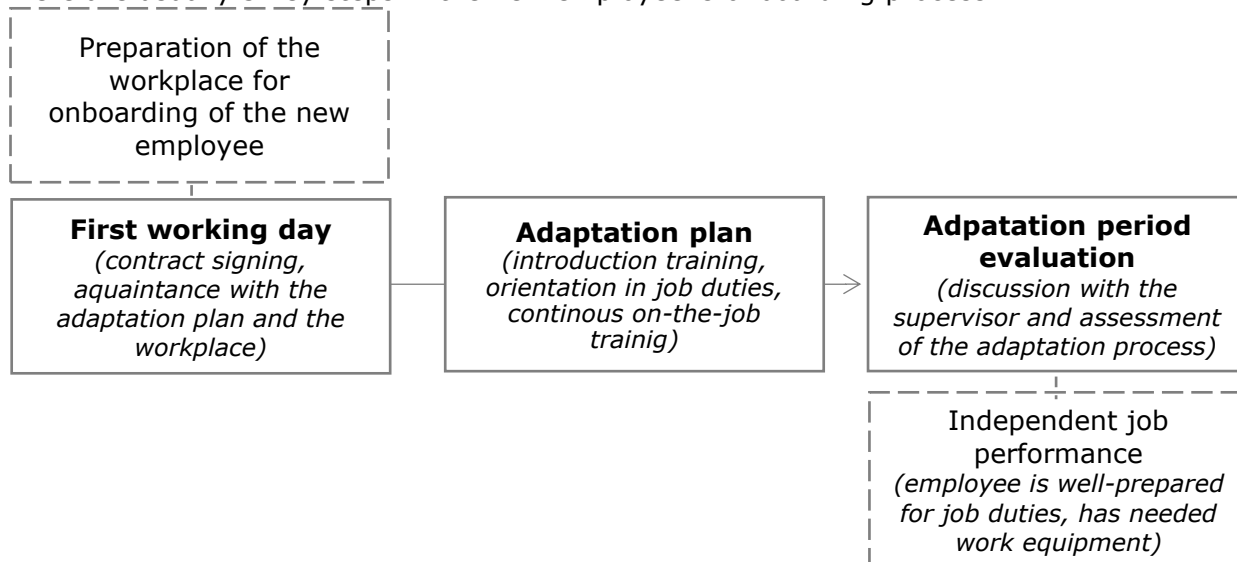 Preparation of the
workplace for
onboarding of the new
employee
First working day
(contract signing,
aquaintance with the
adaptation plan and the
workplace)
Adaptation plan
(introduction training,
orientation in job duties,
continous on-the-job
trainig)
Adpatation period
evaluation
(discussion with the
supervisor and assessment
of the adaptation process)
Independent job
performance
(employee is well-prepared
for job duties, has needed
work equipment)